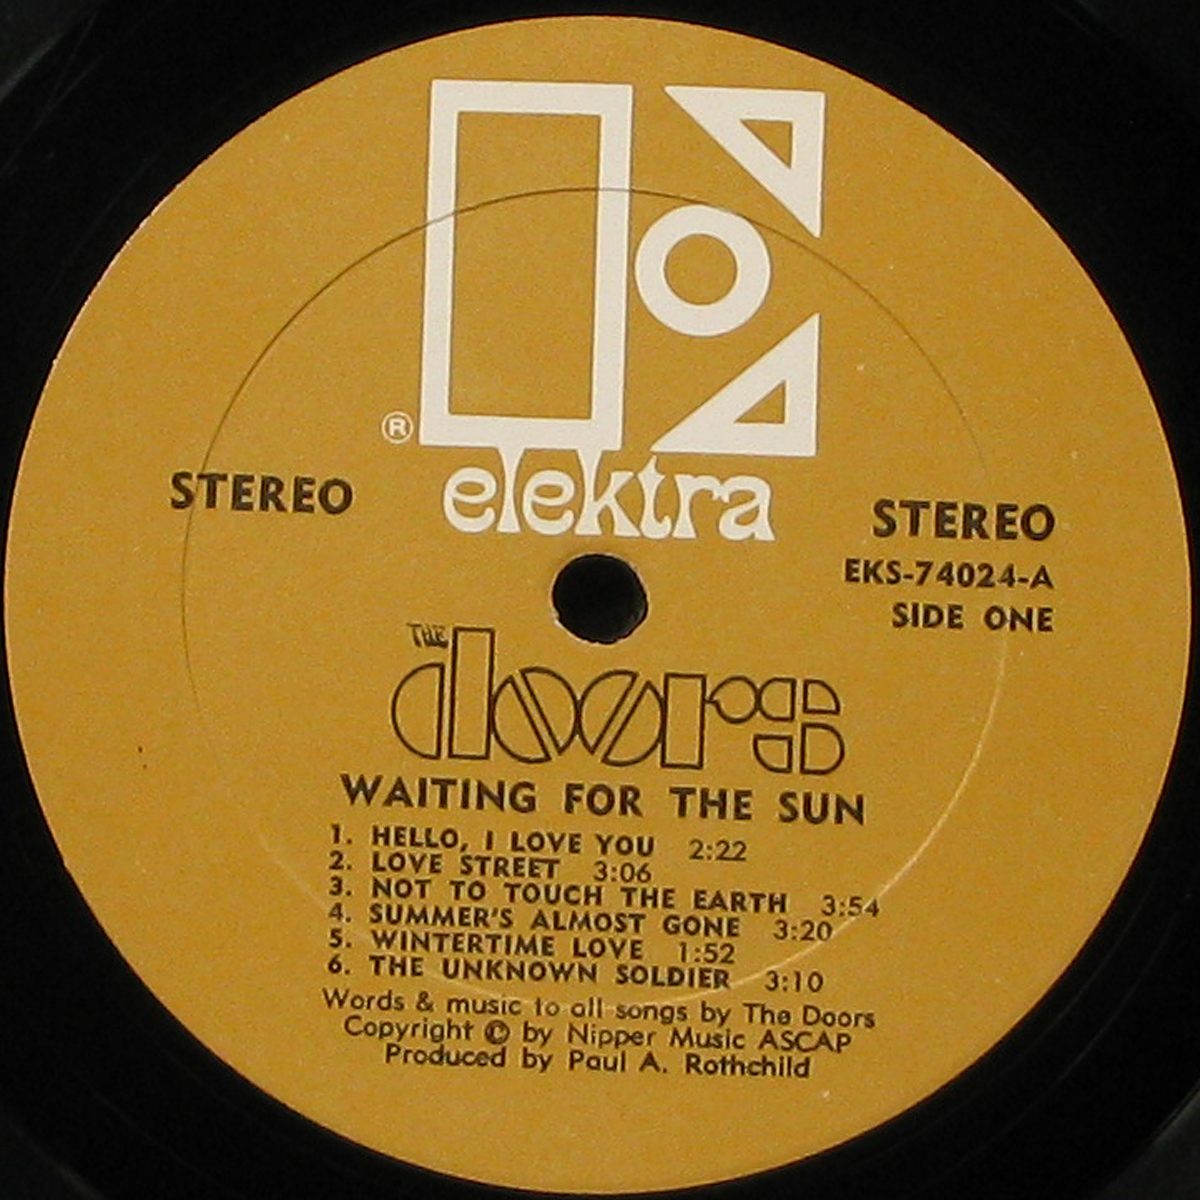 ®
elektra
STEREO
STEREO
EKS-74024-A
SIDE ONE
THE
doors
WAITING FOR THE SUN
1. HELLO, I LOVE YOU 2:22
2. LOVE STREET 3:06
3. NOT TO TOUCH THE EARTH 3:54
4. SUMMER'S ALMOST GONE 3:20
5. WINTERTIME LOVE 1:52
6. THE UNKNOWN SOLDIER 3:10
Words & music to all songs by The Doors
Copyright © by Nipper Music ASCAP
Produced by Paul A. Rothchild